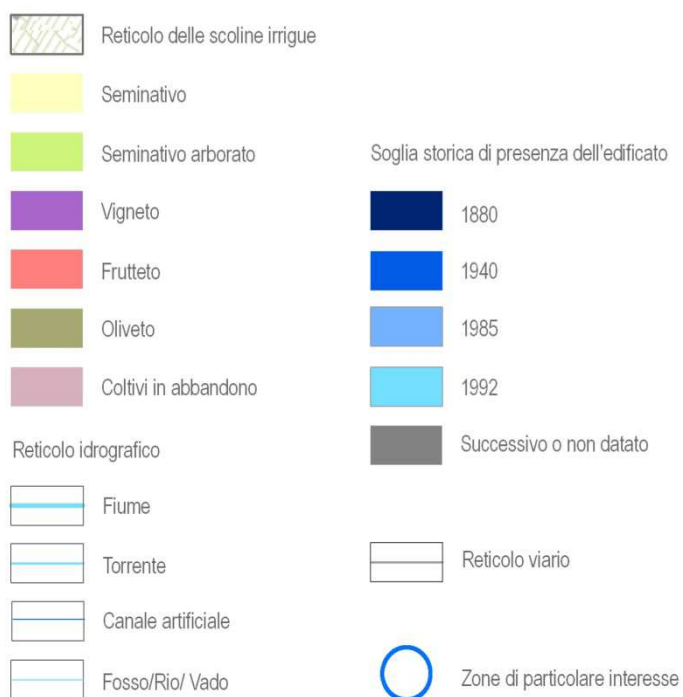 Reticolo delle scoline irrigue
Seminativo
Seminativo arborato
Vigneto
Frutteto
Oliveto
Coltivi in abbandono
Reticolo idrografico
Fiume
Torrente
Canale artificiale
Fosso/Rio/ Vado
Soglia storica di presenza dell'edificato
1880
1940
1985
1992
Successivo o non datato
Reticolo viario
Zone di particolare interesse